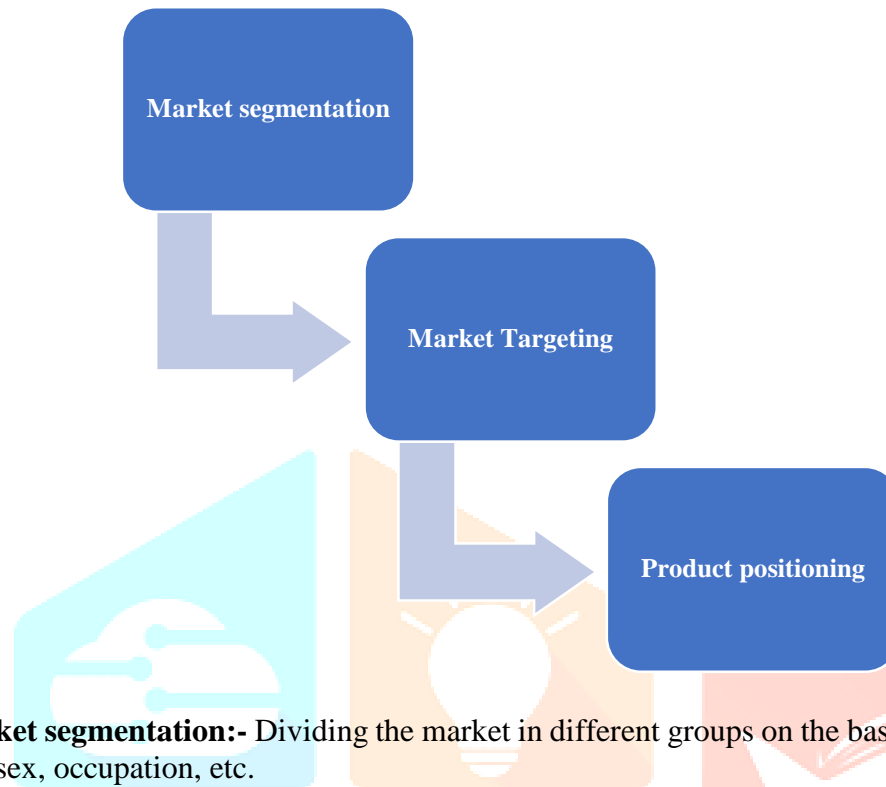 Market segmentation
Market Targeting
Product positioning
ket segmentation:- Dividing the market in different groups on the bas
sex, occupation, etc.